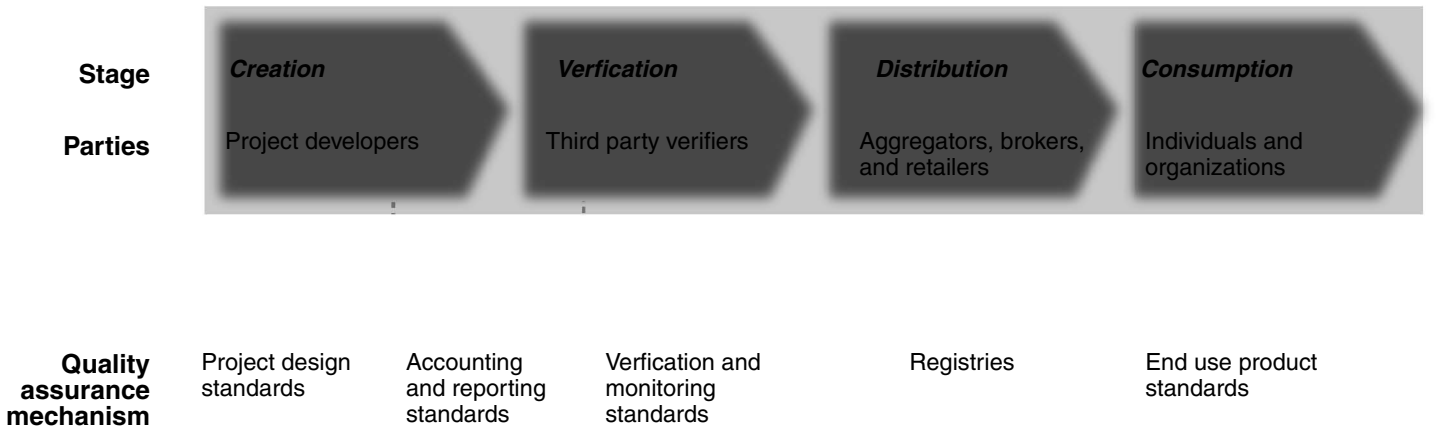 Stage Creation Verfication Distribution Consumption
Parties Project developers Third party verifiers Aggregators, brokers, Individuals and
and retailers organizations
Quality Project design Accounting Verfication and Registries End use product
assurance standards and reporting monitoring standards
mechanism standards standards